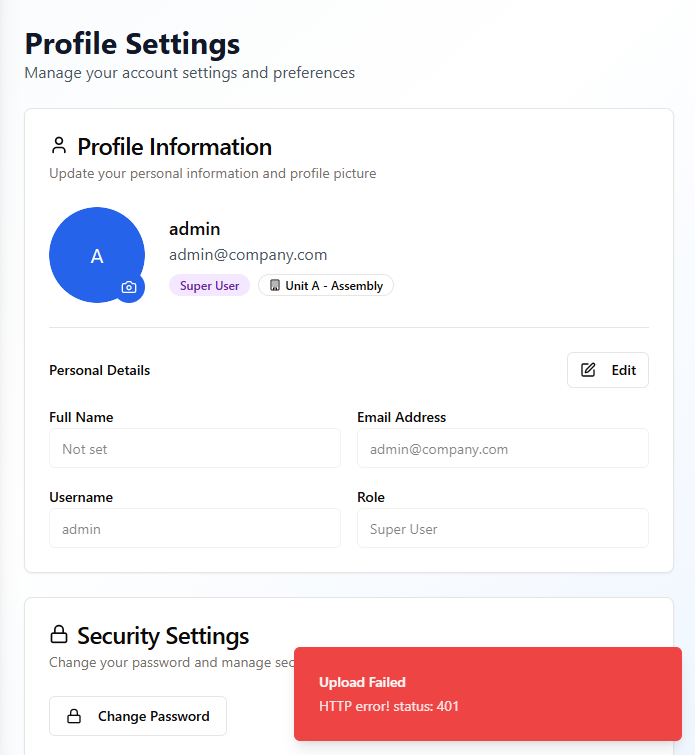 Profile Settings
Manage your account settings and preferences
Profile Information
Update your personal information and profile picture
A
admin
admin@company.com
Super User
Unit A - Assembly
Personal Details
Edit
Full Name
Email Address
Not set
admin@company.com
Username
Role
admin
Super User
Security Settings
Change your password and manage
Change Password
Upload Failed
HTTP error! status: 401